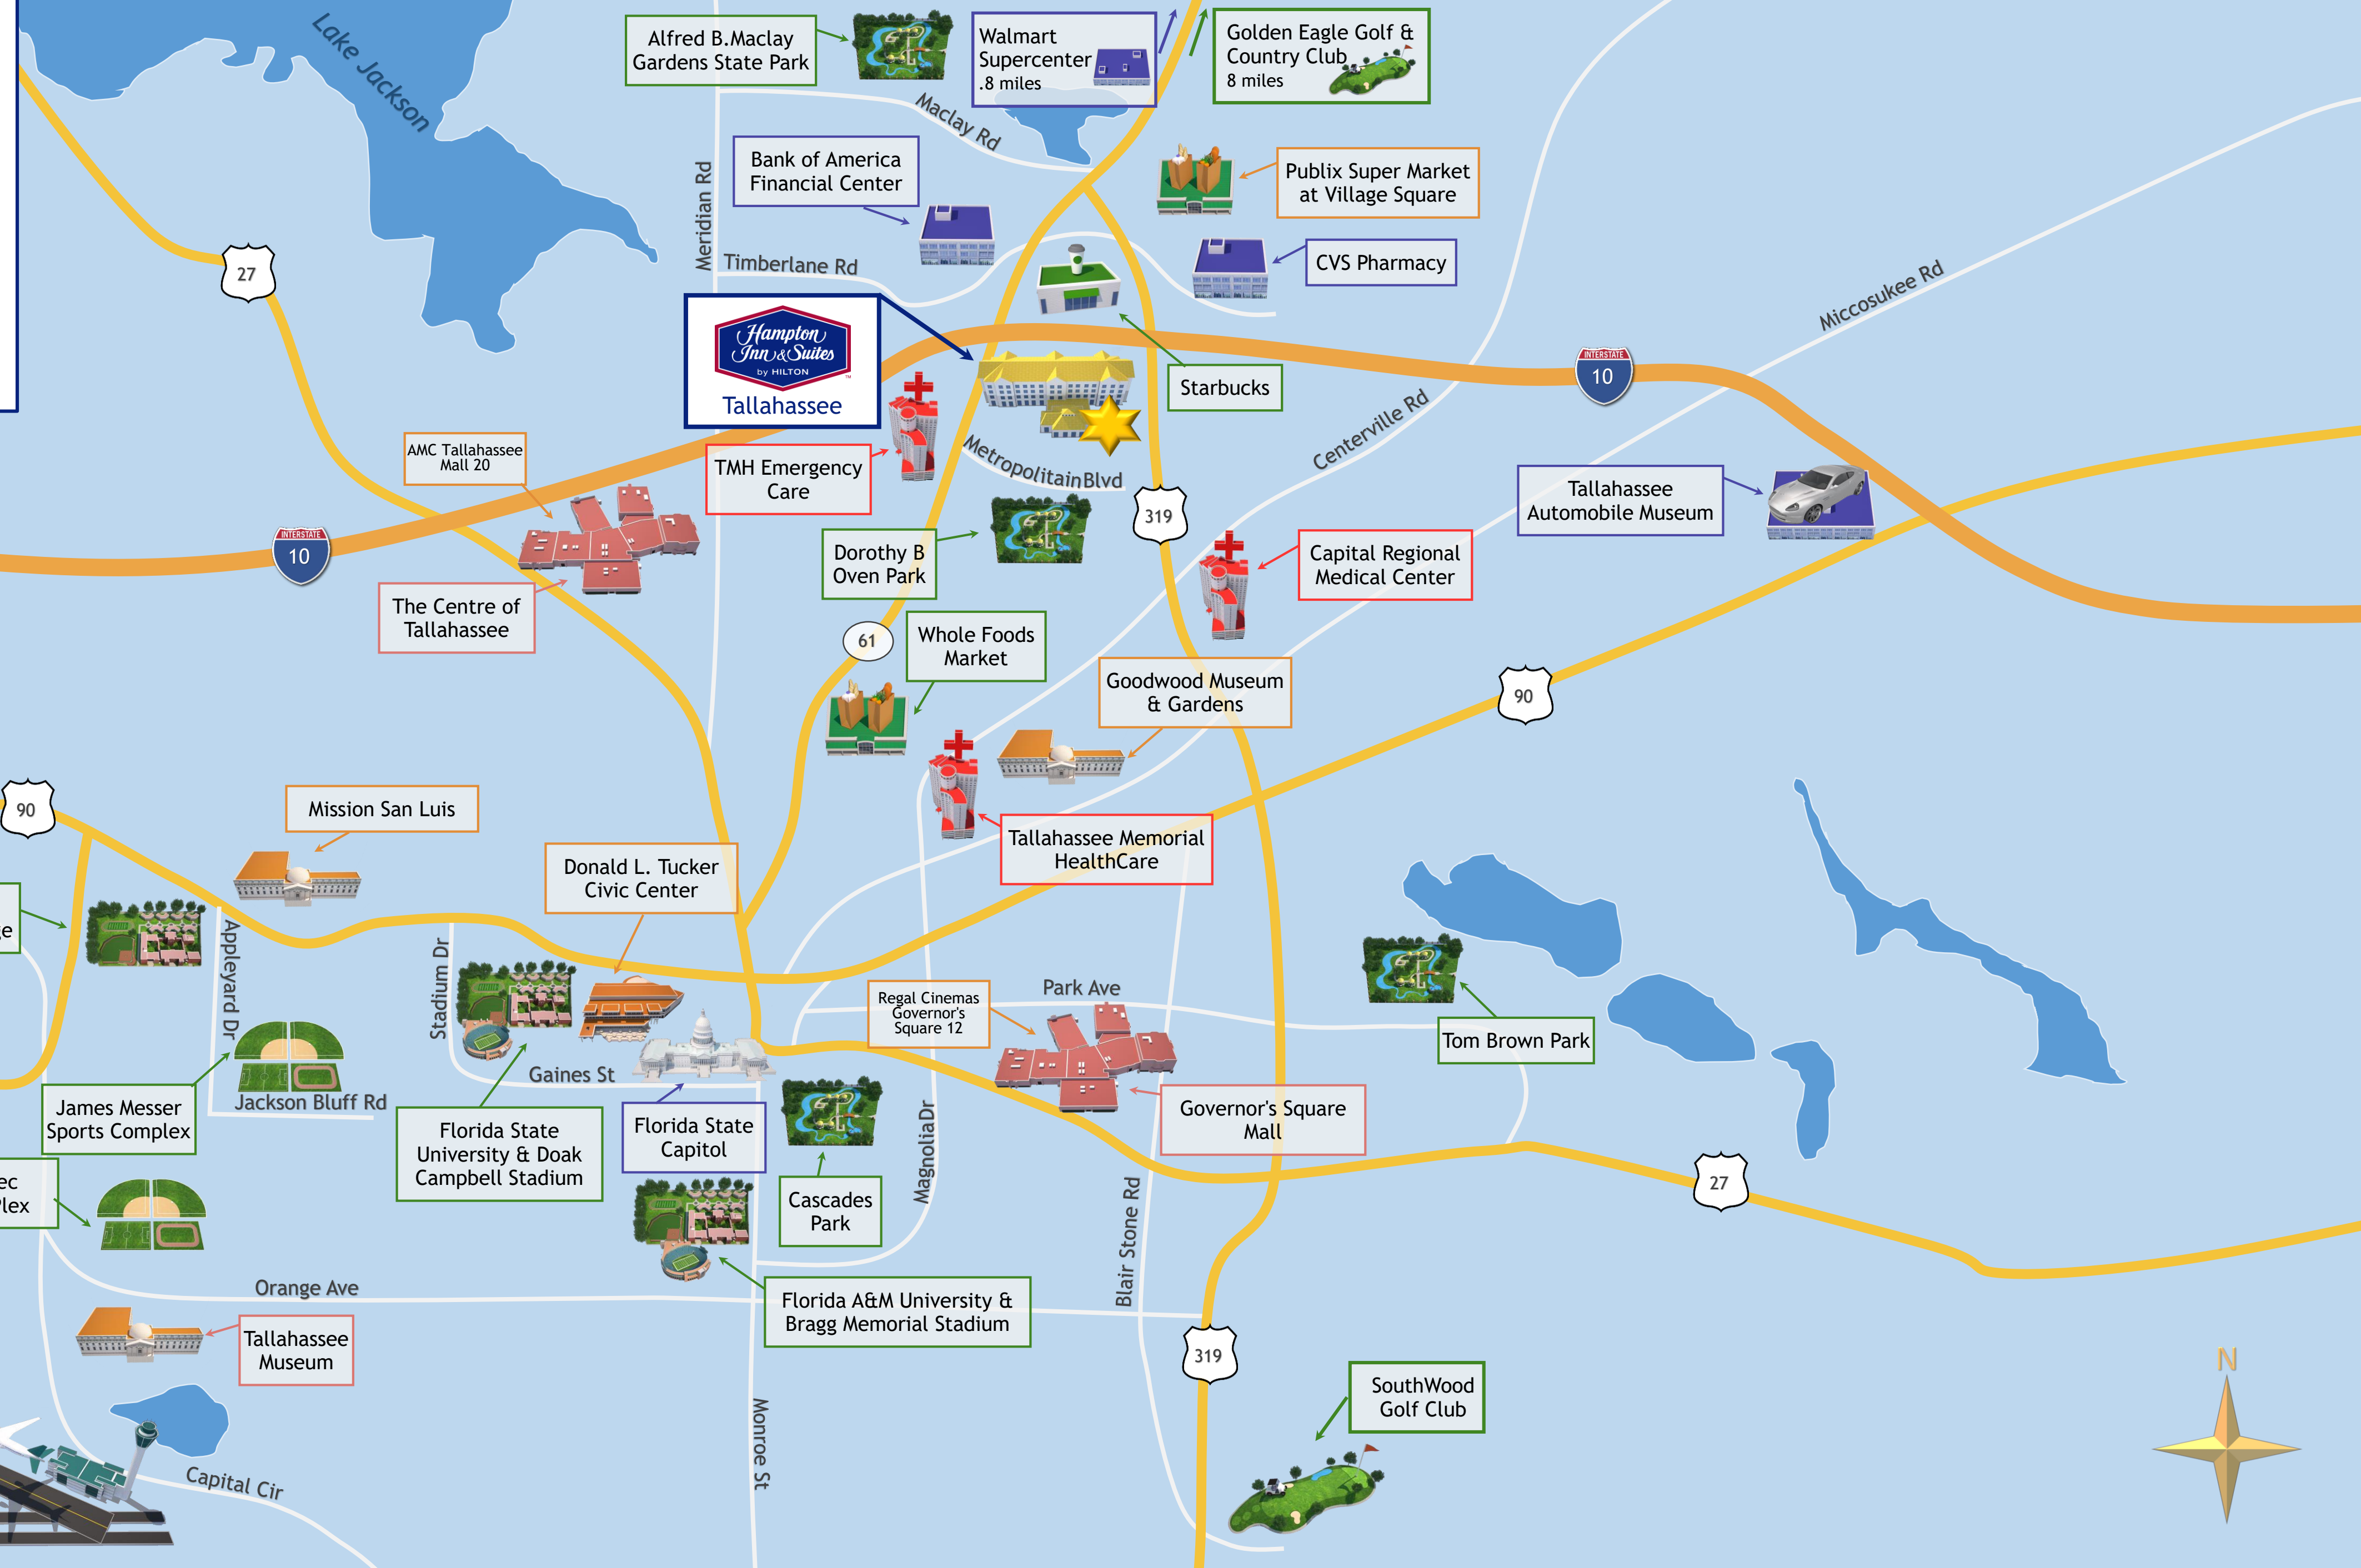 Lake Jackson
Alfred B.Maclay
Gardens State Park
Walmart
Supercenter
.8 miles
Golden Eagle Golf &
Country Club
8 miles
Maclay Rd
Meridian Rd
Bank of America
Financial Center
Publix Super Market
at Village Square
Timberlane Rd
CVS Pharmacy
27
Miccosukee Rd
Hampton
Inn & Suites
by HILTON
™
Tallahassee
Starbucks
INTERSTATE
10
Centerville Rd
AMC Tallahassee
Mall 20
TMH Emergency
Care
MetropolitainBlvd
319
Tallahassee
Automobile Museum
INTERSTATE
10
Dorothy B
Oven Park
Capital Regional
Medical Center
The Centre of
Tallahassee
61
Whole Foods
Market
Goodwood Museum
& Gardens
90
90
Mission San Luis
Tallahassee Memorial
HealthCare
Donald L. Tucker
Civic Center
ge
Appleyard Dr
Stadium Dr
Park Ave
Regal Cinemas
Governor's
Square 12
Tom Brown Park
Gaines St
James Messer
Sports Complex
Jackson Bluff Rd
Florida State
University & Doak
Campbell Stadium
Florida State
Capitol
Governor's Square
Mall
MagnoliaDr
Cascades
Park
Blair Stone Rd
27
ec
plex
Orange Ave
Florida A&M University &
Bragg Memorial Stadium
Tallahassee
Museum
319
SouthWood
Golf Club
N
Monroe St
Capital Cir